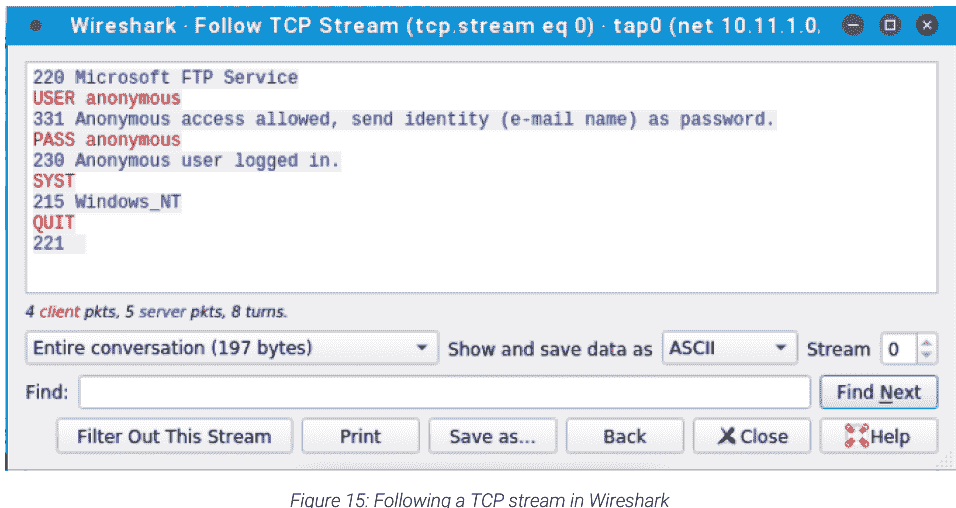 Wireshark · Follow TCP Stream (tcp.stream eq 0) · tap0 (net 10.11.1.0,
220 Microsoft FTP Service
USER anonymous
331 Anonymous access allowed, send identity (e-mail name) as password.
PASS anonymous
230 Anonymous user logged in.
SYST
215 Windows_NT
QUIT
221
4 client pkts, 5 server pkts, 8 turns.
Entire conversation (197 bytes) Show and save data as ASCII Stream 0
Find: Find Next
Filter Out This Stream Print Save as... Back Close Help
Figure 15: Following a TCP stream in Wireshark